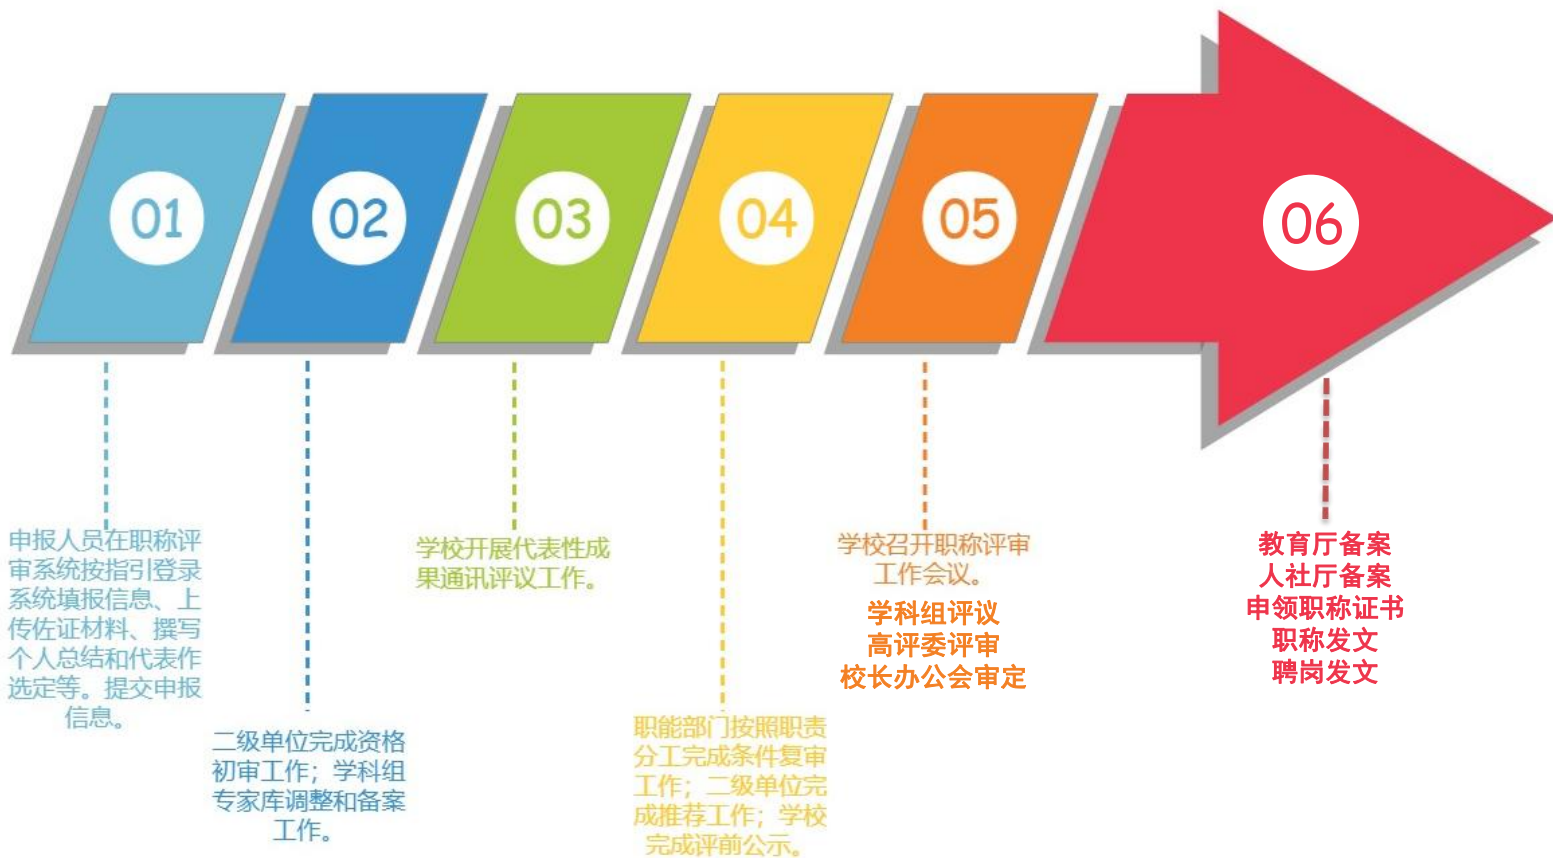 01
02
03
04
05
06
申报人员在职称评
审系统按指引登录
系统填报信息、上
传佐证材料、撰写
个人总结和代表作
选定等。提交申报
信息。
二级单位完成资格
初审工作；学科组
专家库调整和备案
工作。
学校开展代表性成
果通讯评议工作。
职能部门按照职责
分工完成条件复审
工作；二级单位完
成推荐工作；学校
完成评前公示。
学校召开职称评审
工作会议。
学科组评议
高评委评审
校长办公会审定
教育厅备案
人社厅备案
申领职称证书
职称发文
聘岗发文